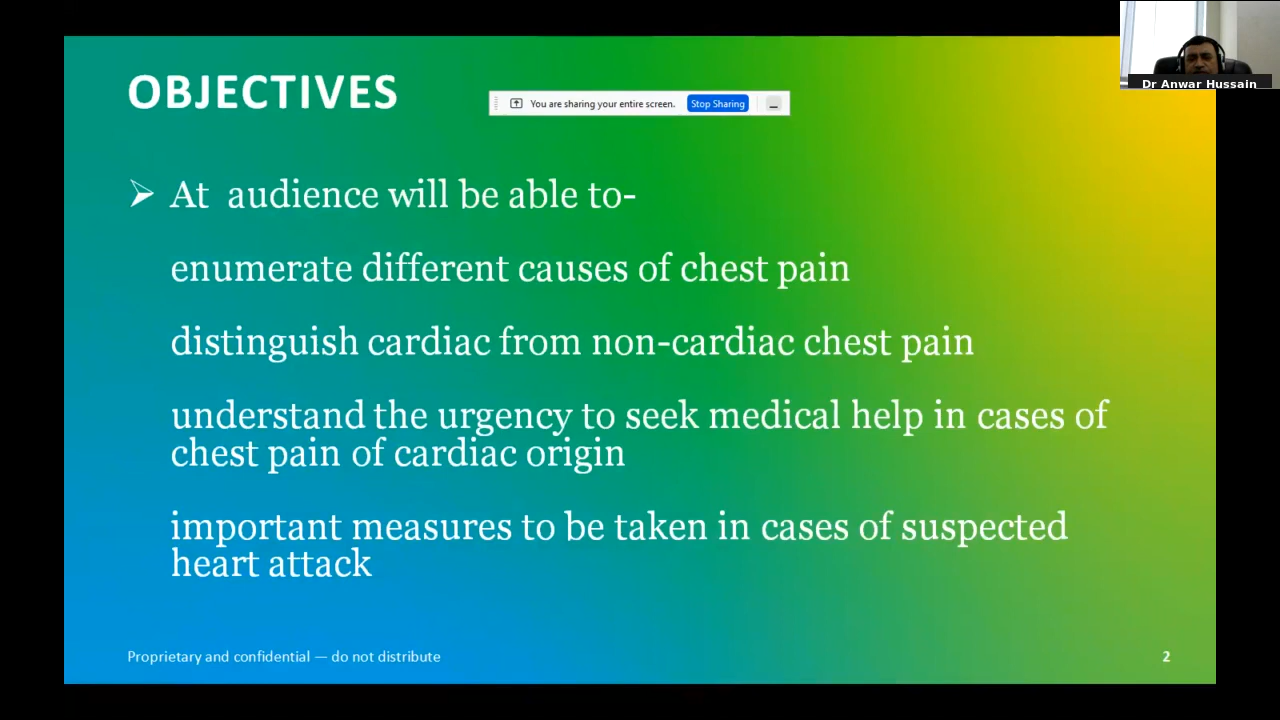 Dr Anwar Hussain
OBJECTIVES
You are sharing your entire screen. Stop Sharing
➢ At audience will be able to-
enumerate different causes of chest pain
distinguish cardiac from non-cardiac chest pain
understand the urgency to seek medical help in cases of
chest pain of cardiac origin
important measures to be taken in cases of suspected
heart attack
Proprietary and confidential — do not distribute
2